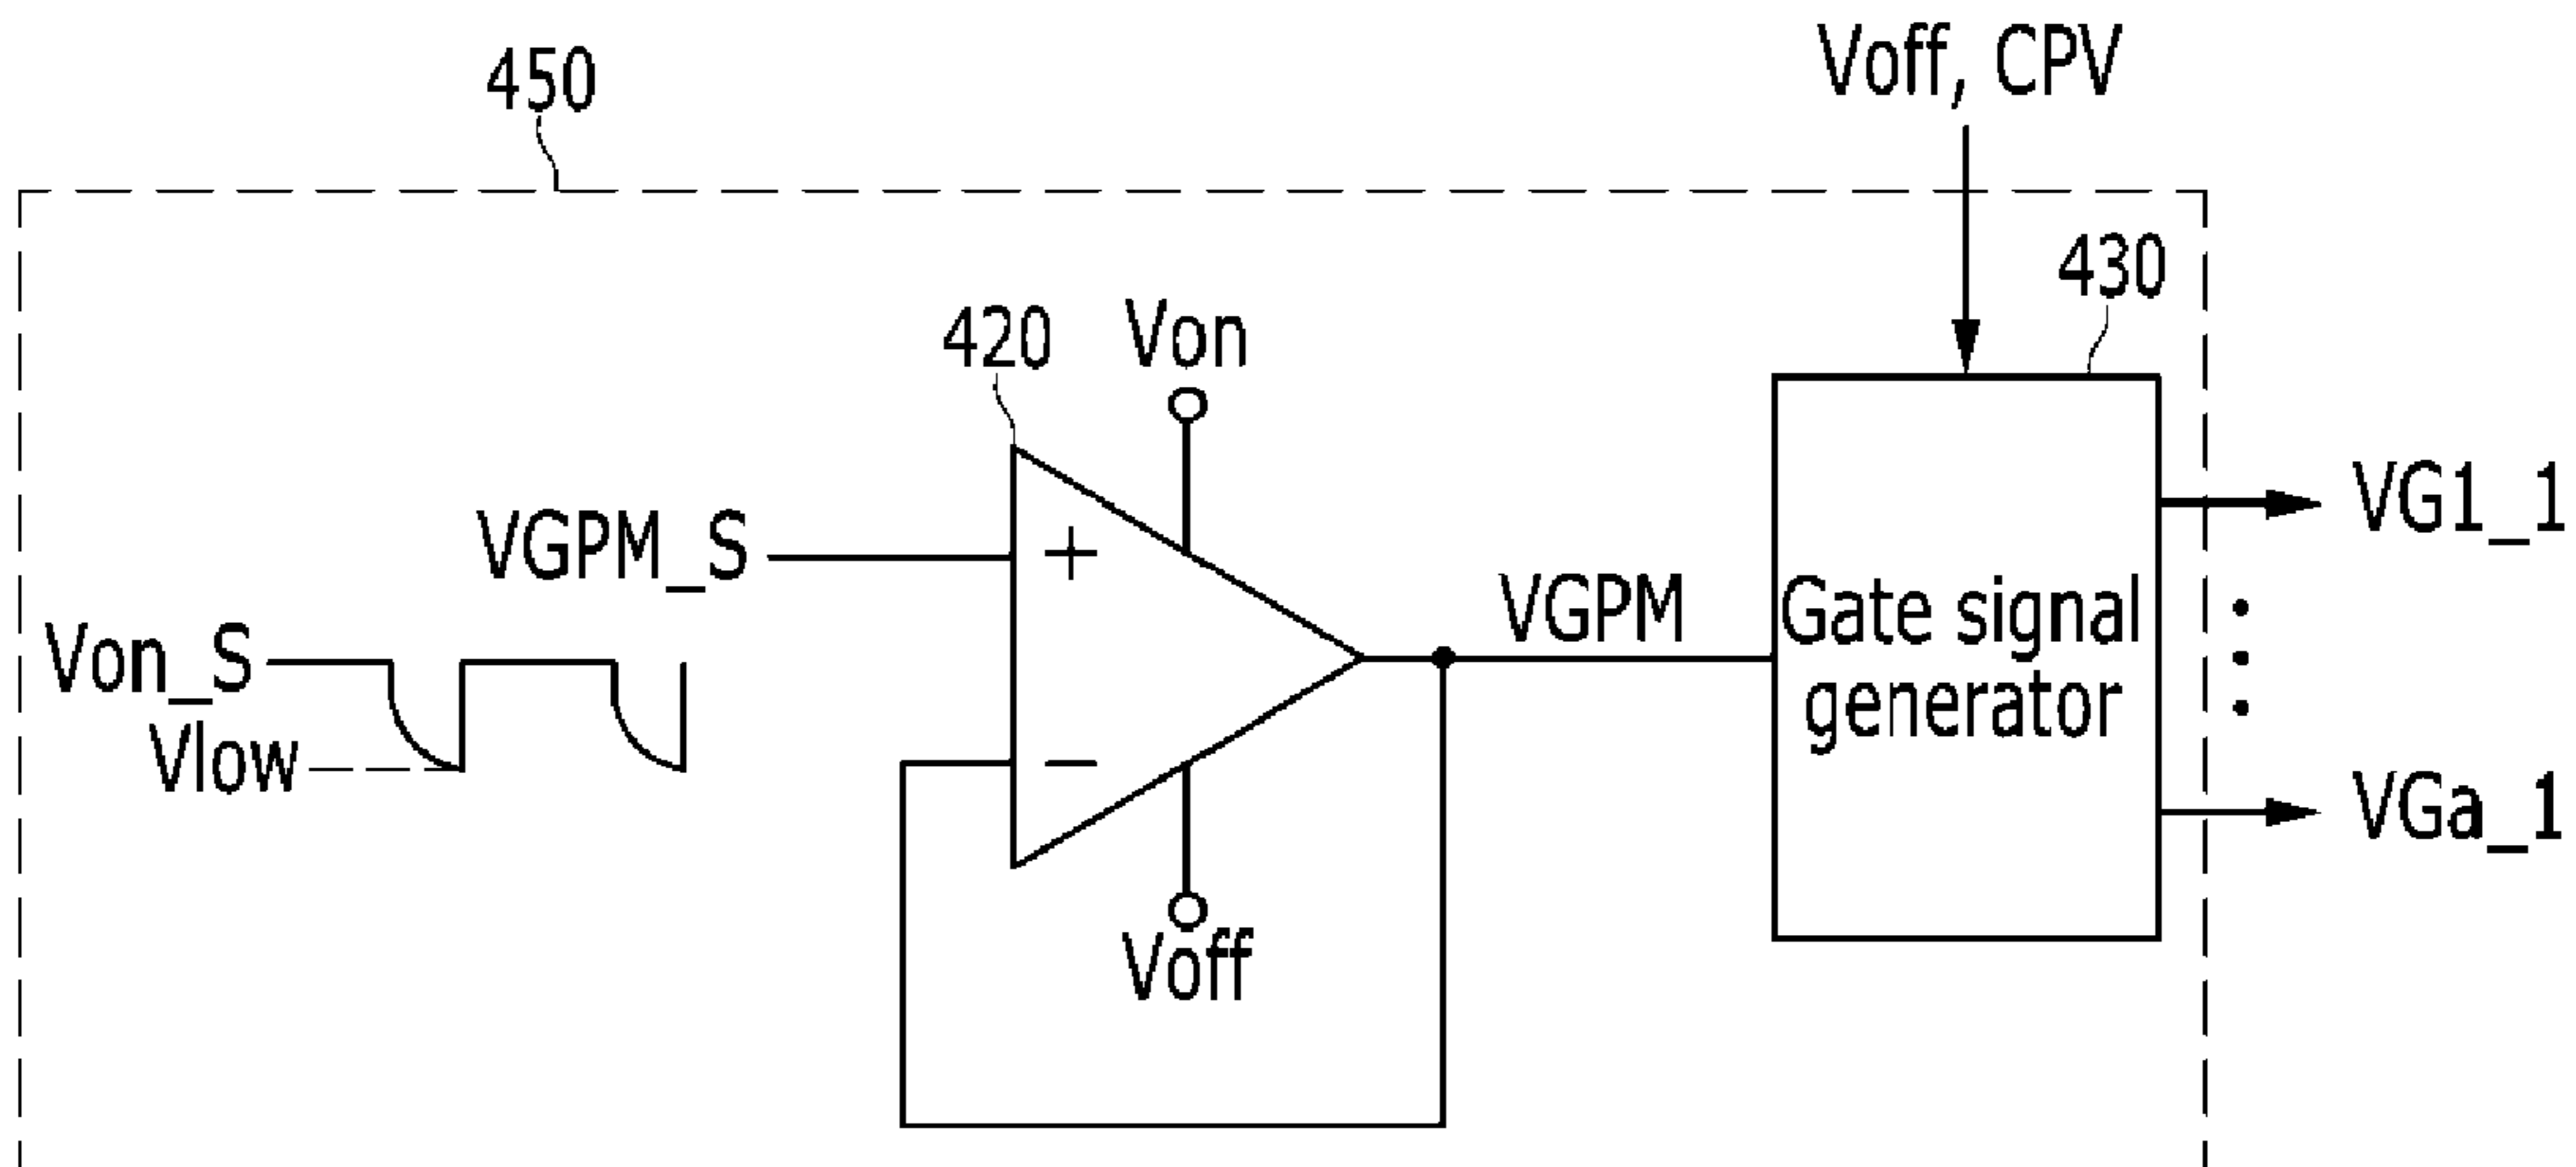 450
Voff, CPV
430
420
Von
VGPM_S
+
Von_S
Vlow
−
VGPM
Gate signal
generator
VG1_1
VGa_1
Voff